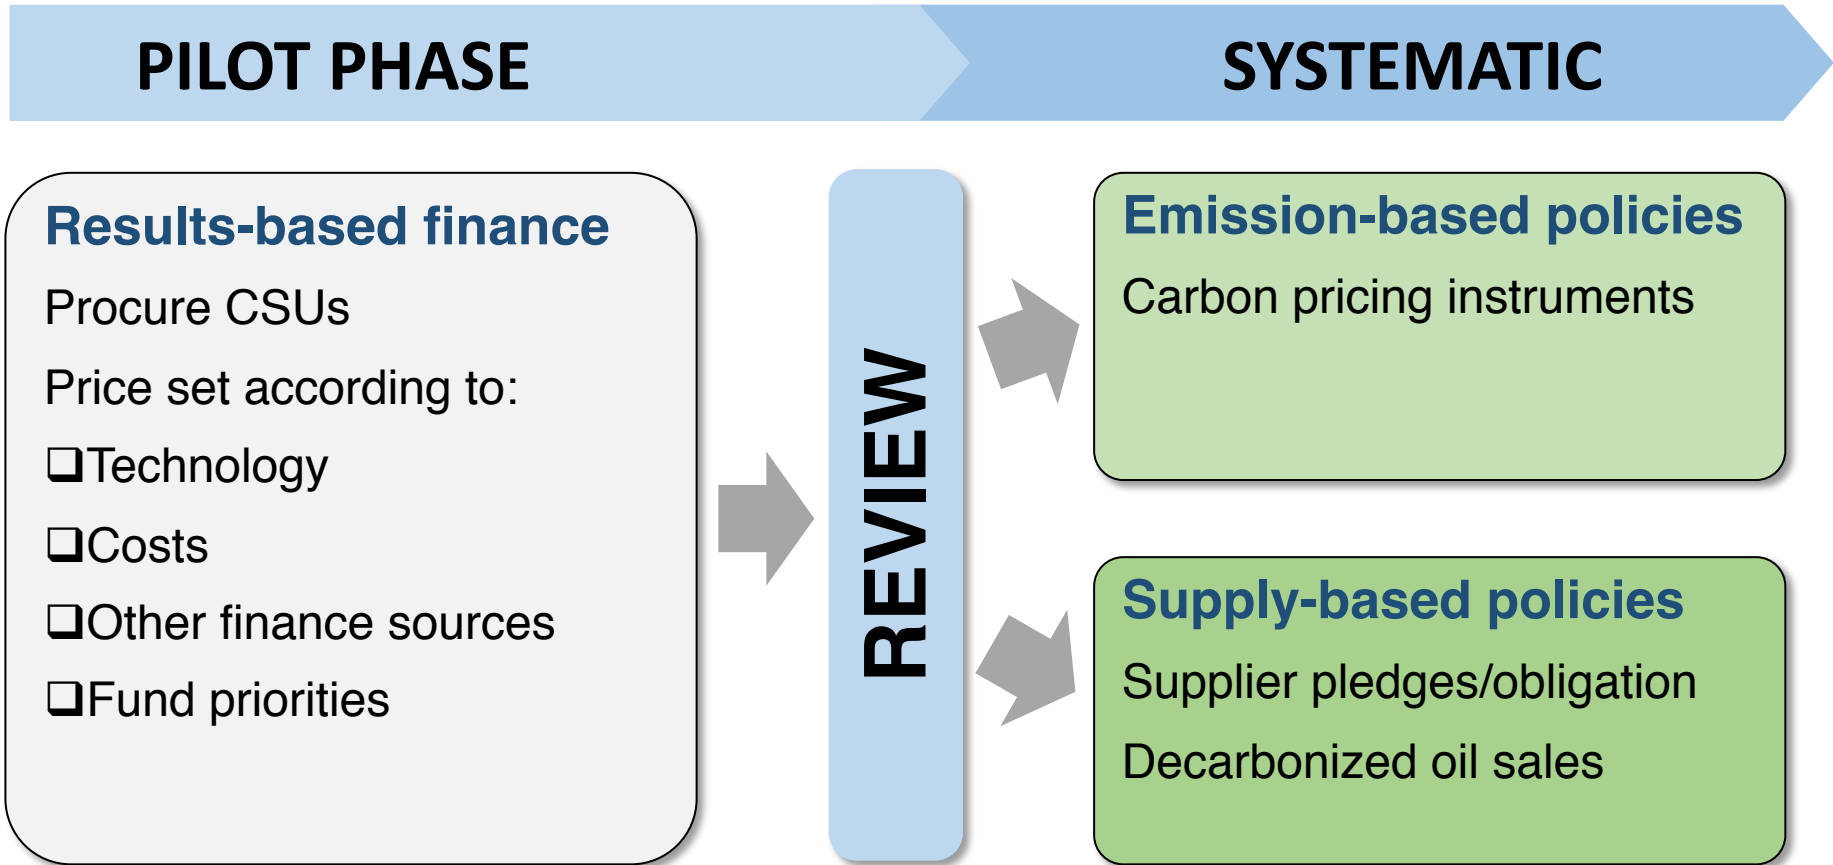 PILOT PHASE
SYSTEMATIC
Results-based finance
Procure CSUs
Price set according to:
❑Technology
❑Costs
❑Other finance sources
❑Fund priorities
REVIEW
Emission-based policies
Carbon pricing instruments
Supply-based policies
Supplier pledges/obligation
Decarbonized oil sales